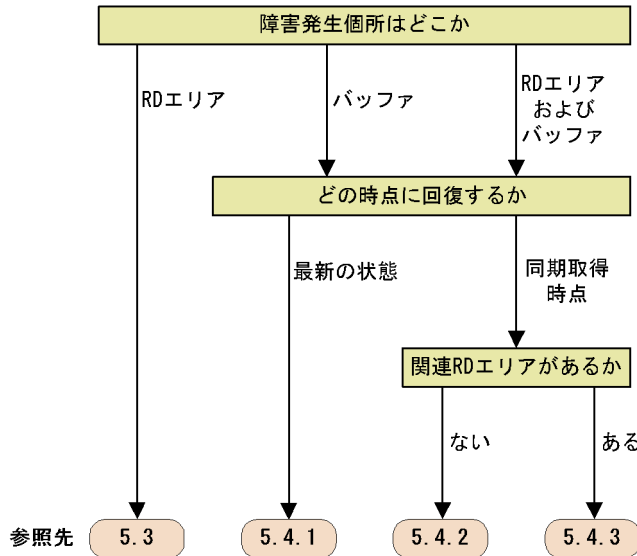 障害発生個所はどこか
RDエリア
バッファ
RDエリア
および
バッファ
どの時点に回復するか
最新の状態
同期取得
時点
関連RDエリアがあるか
ない
ある
参照先
5.3
5.4.1
5.4.2
5.4.3